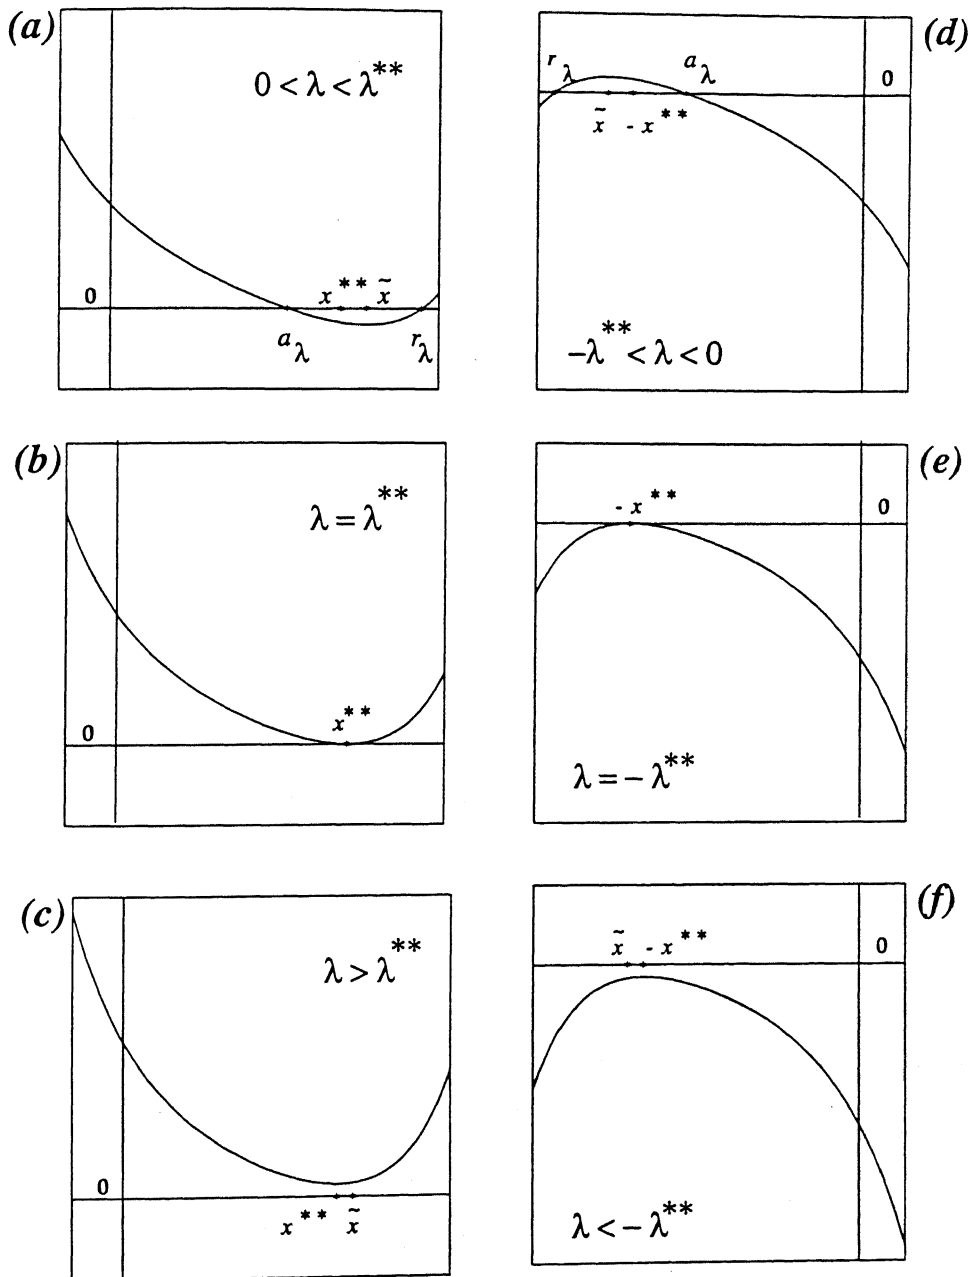 (a)
0 < λ < λ**
0
x** x̃
a_λ
r_λ
(b)
λ = λ**
x**
0
(c)
λ > λ**
0
x** x̃
(d)
r_λ
a_λ
0
x̃ - x**
-λ** < λ < 0
(e)
- x**
0
λ = - λ**
(f)
x̃ - x**
0
λ < - λ**